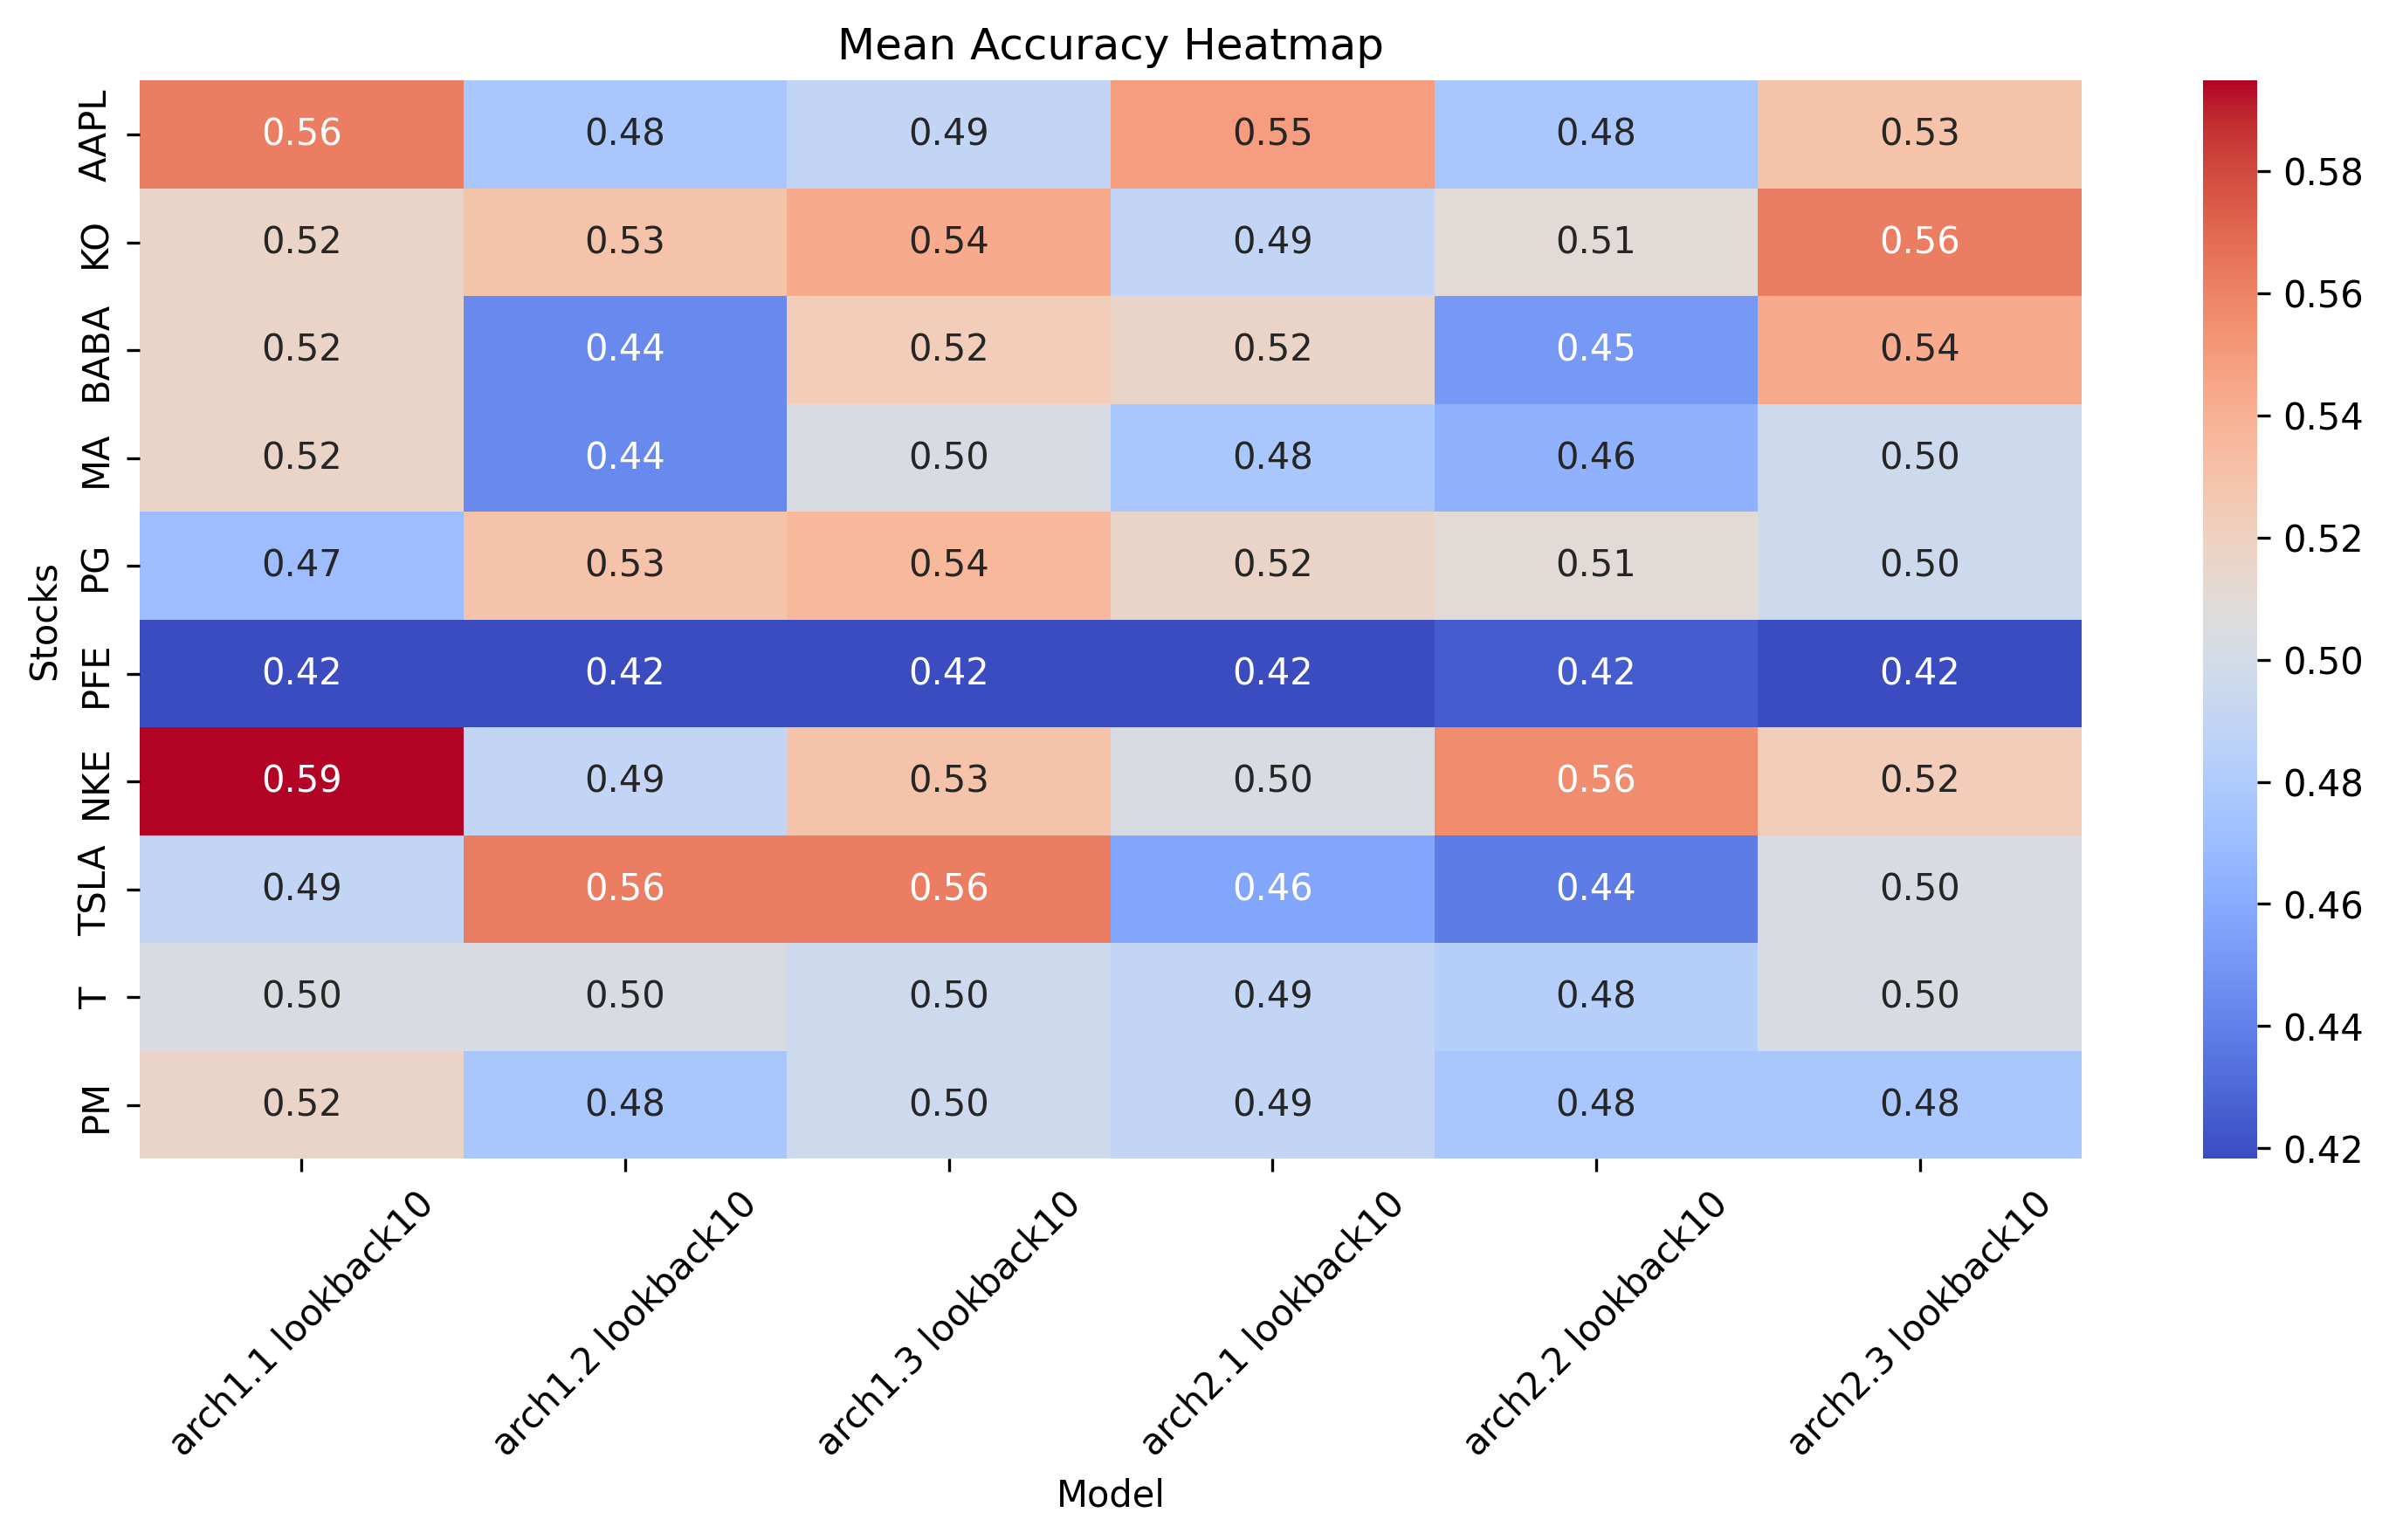 Mean Accuracy Heatmap
Stocks
AAPL 0.56 0.48 0.49 0.55 0.48 0.53
KO 0.52 0.53 0.54 0.49 0.51 0.56
BABA 0.52 0.44 0.52 0.52 0.45 0.54
MA 0.52 0.44 0.50 0.48 0.46 0.50
PG 0.47 0.53 0.54 0.52 0.51 0.50
PFE 0.42 0.42 0.42 0.42 0.42 0.42
NKE 0.59 0.49 0.53 0.50 0.56 0.52
TSLA 0.49 0.56 0.56 0.46 0.44 0.50
T 0.50 0.50 0.50 0.49 0.48 0.50
PM 0.52 0.48 0.50 0.49 0.48 0.48
arch1.1 lookback10
arch1.2 lookback10
arch1.3 lookback10
arch2.1 lookback10
arch2.2 lookback10
arch2.3 lookback10
Model
0.58
0.56
0.54
0.52
0.50
0.48
0.46
0.44
0.42